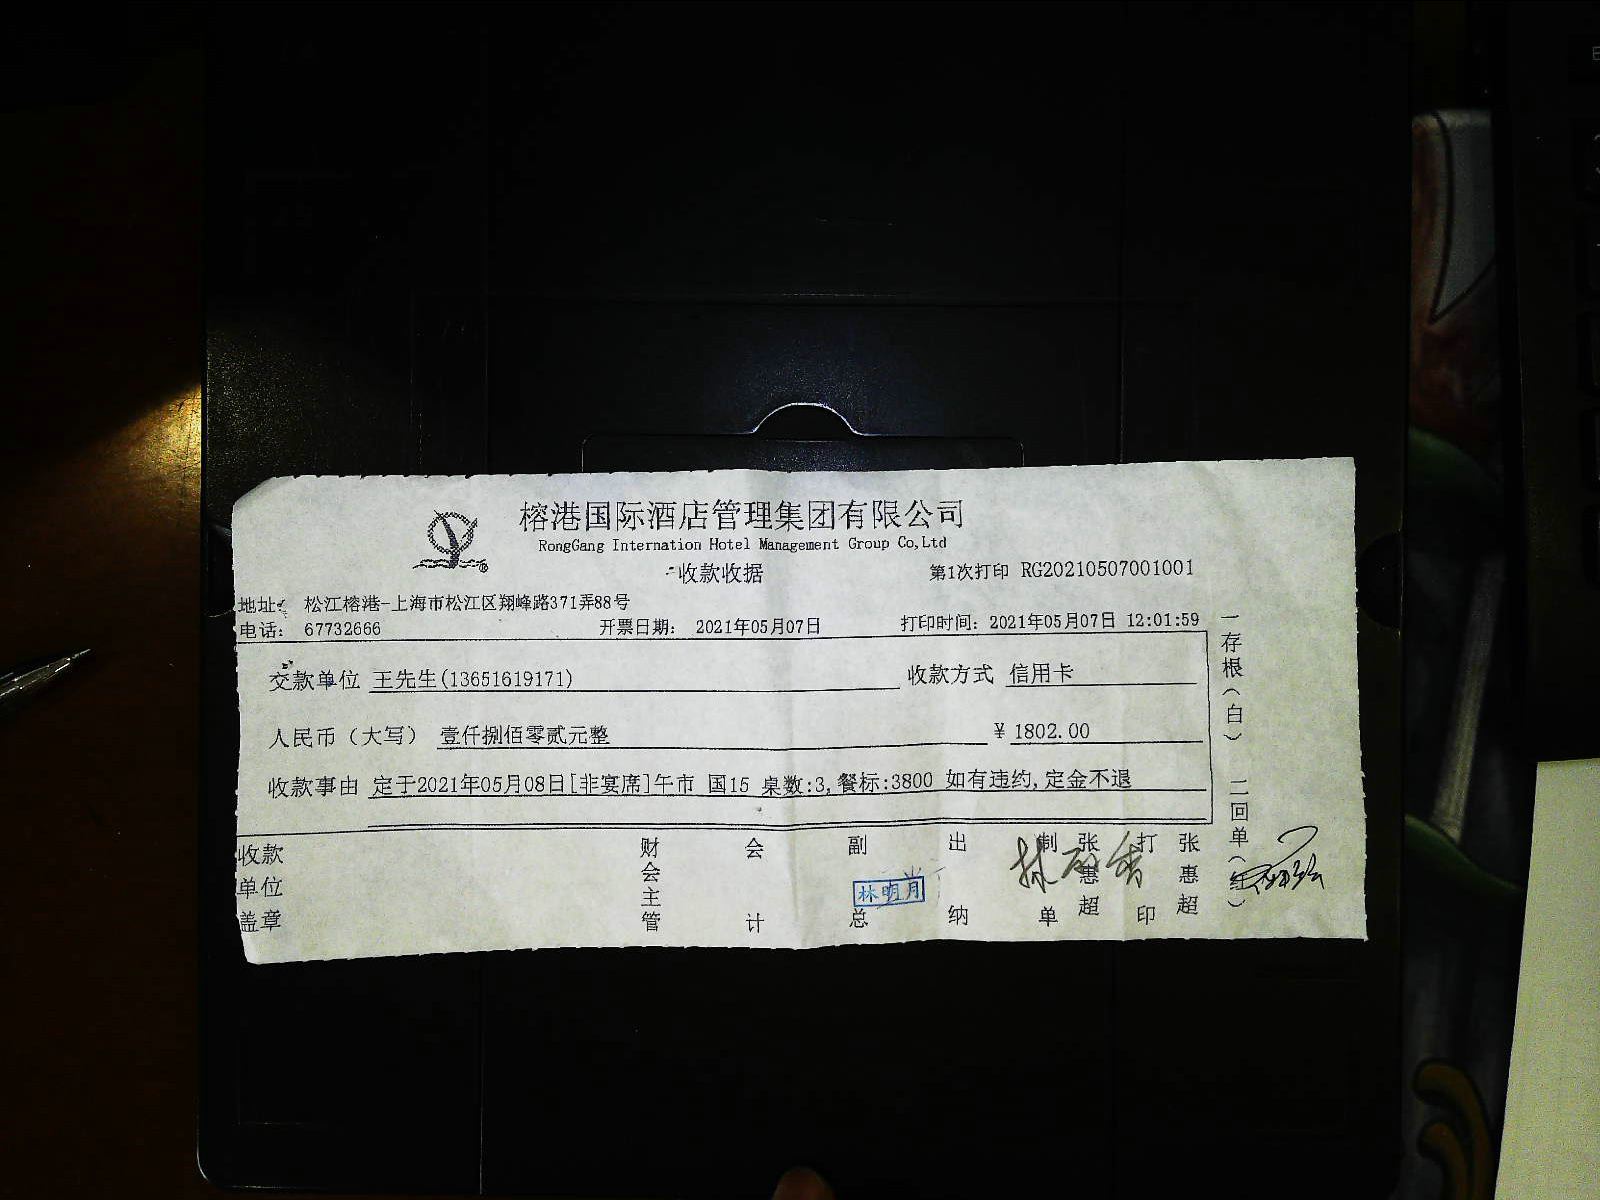 榕港国际酒店管理集团有限公司
RongGang Internation Hotel Management Group Co,Ltd
收款收据
第1次打印 RG20210507001001
地址: 松江榕港-上海市松江区翔峰路371弄88号
电话: 67732666 开票日期: 2021年05月07日 打印时间: 2021年05月07日 12:01:59
交款单位 王先生(13651619171) 收款方式 信用卡
人民币（大写） 壹仟捌佰零贰元整 ¥ 1802.00
收款事由 定于2021年05月08日[非宴席]午市 国15 桌数:3,餐标:3800 如有违约,定金不退
收款单位盖章
财会主管
会计
副总
林明月
出纳
制单
张惠超
打印
张惠超
一存根(白) 二回单(红)